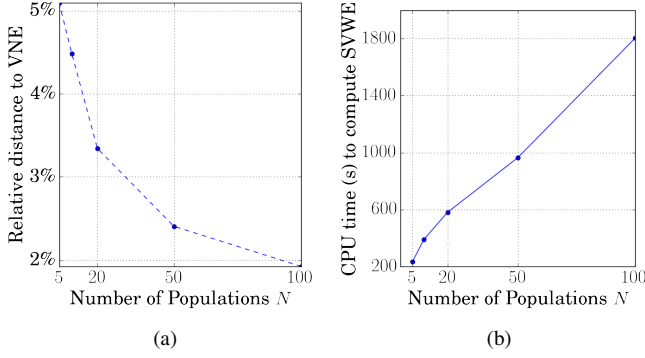 5%
4%
3%
2%
Relative distance to VNE
5 20 50 100
Number of Populations N
(a)
1800
1400
1000
600
200
CPU time (s) to compute SVWE
5 20 50 100
Number of Populations N
(b)